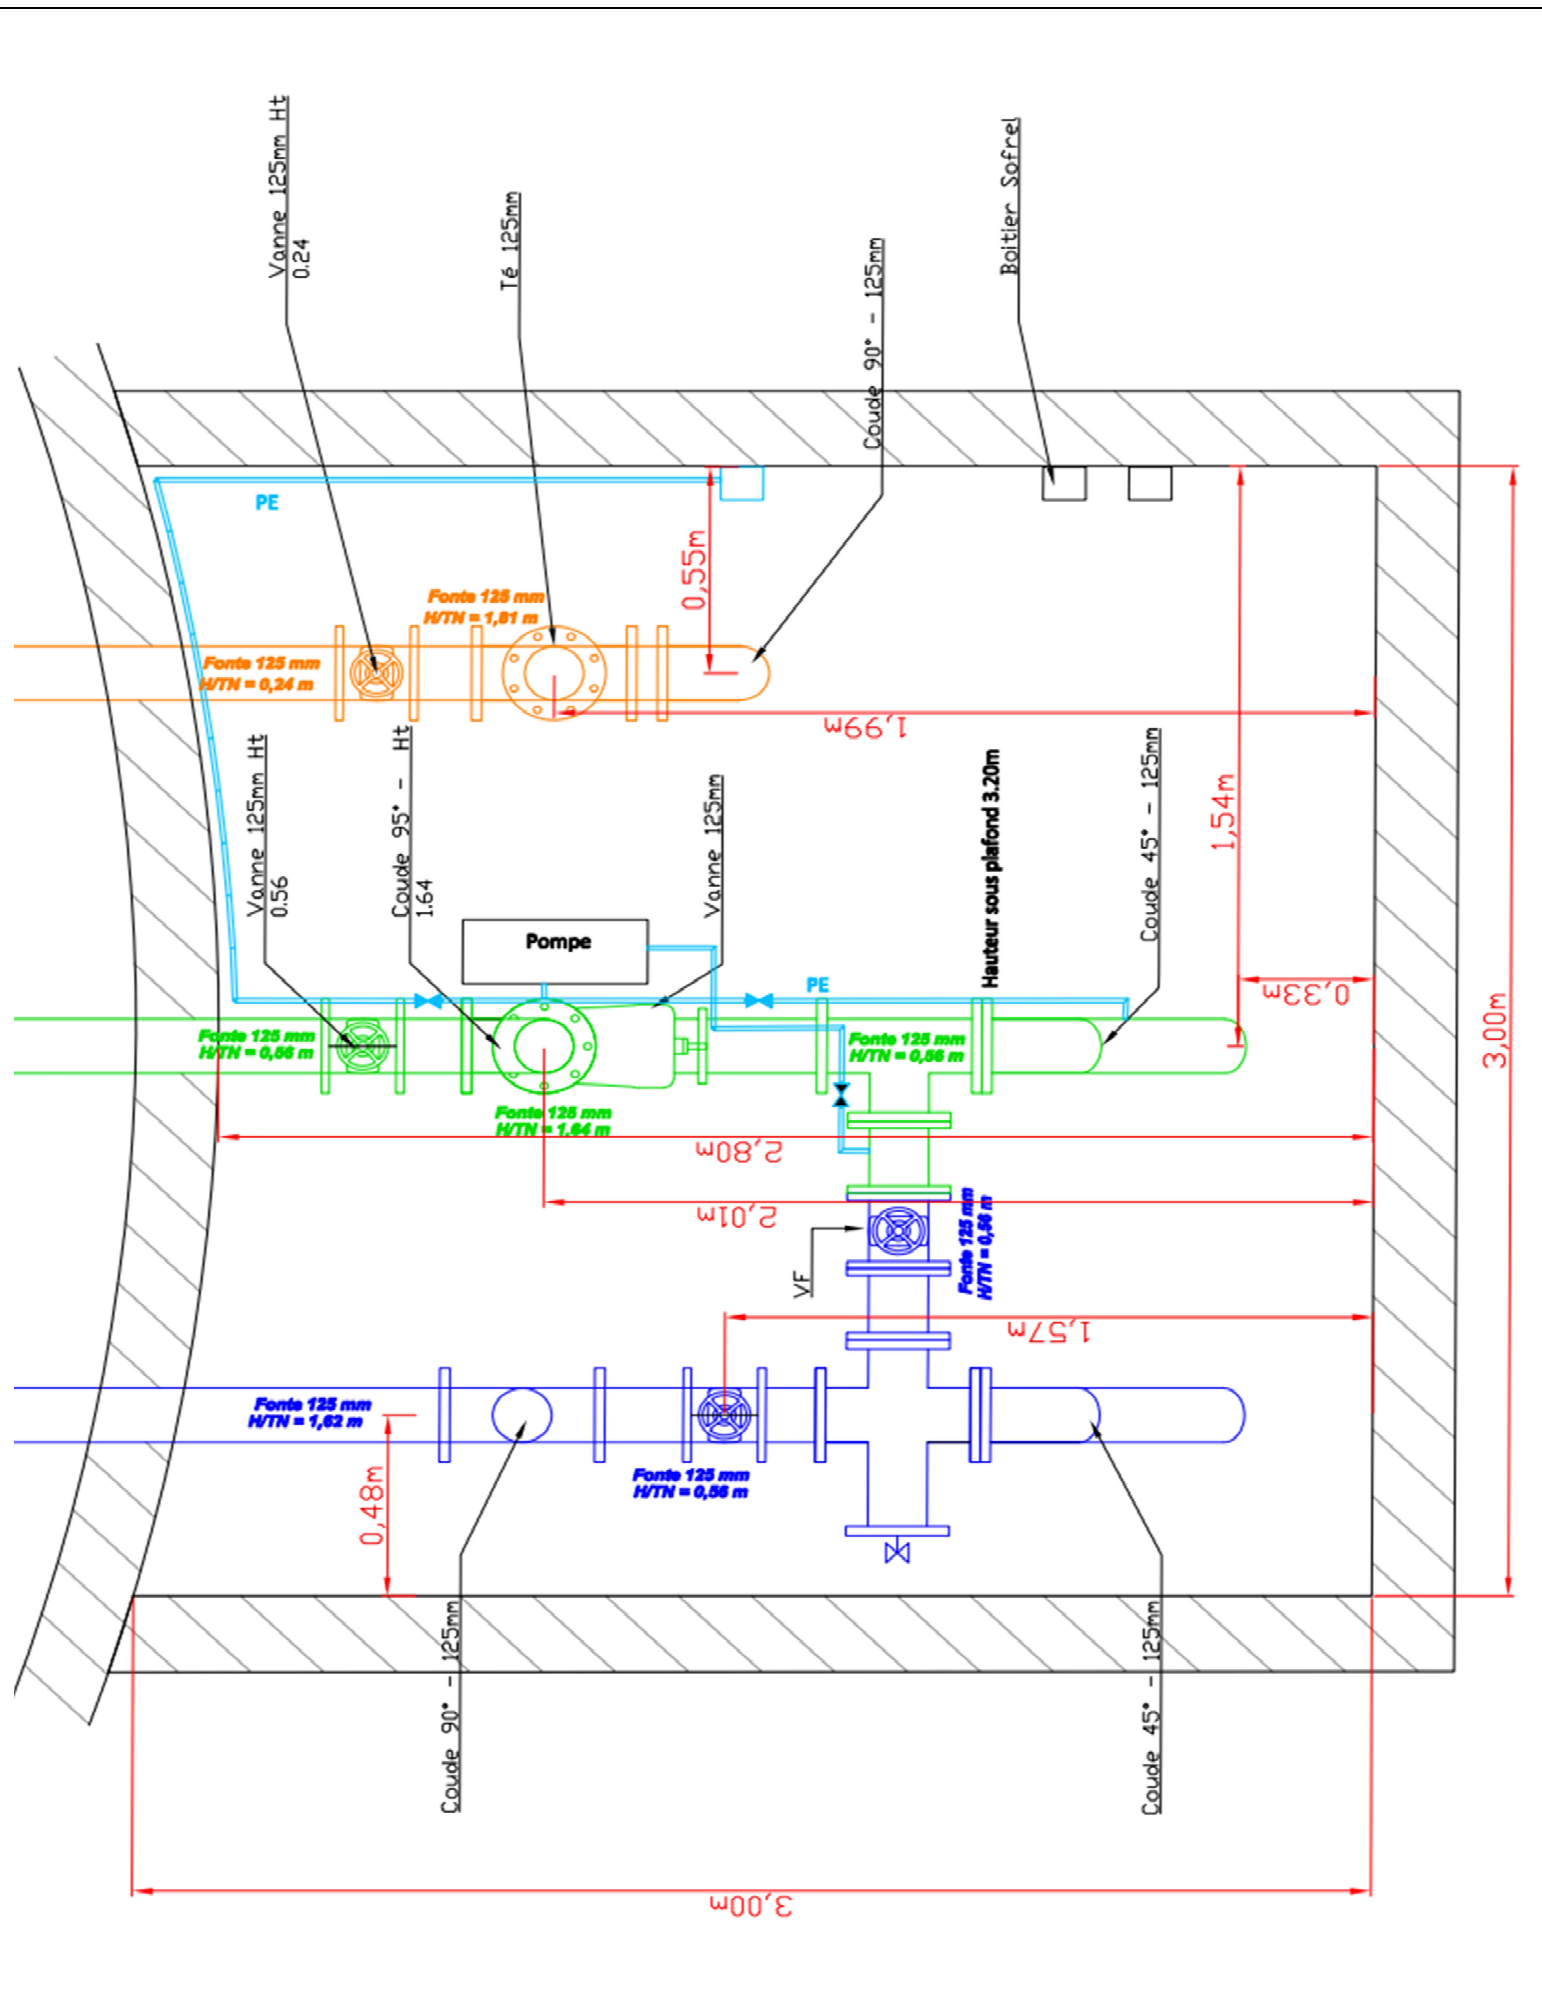 Vanne 125mm Ht
0.24
Té 125mm
Coude 90° - 125mm
Boitier Sofrel
PE
0,55m
Fonte 125 mm
H/TN = 1,81 m
Fonte 125 mm
H/TN = 0,24 m
1,99m
Vanne 125mm Ht
0.56
Coude 95° - Ht
1.64
Vanne 125mm
Hauteur sous plafond 3.20m
Coude 45° - 125mm
1,54m
Pompe
PE
0,33m
3,00m
Fonte 125 mm
H/TN = 0,56 m
Fonte 125 mm
H/TN = 0,56 m
Fonte 125 mm
H/TN = 1,64 m
2,80m
2,01m
VF
Fonte 125 mm
H/TN = 0,56 m
1,57m
Fonte 125 mm
H/TN = 1,62 m
0,48m
Fonte 125 mm
H/TN = 0,56 m
Coude 90° - 125mm
Coude 45° - 125mm
3,00m